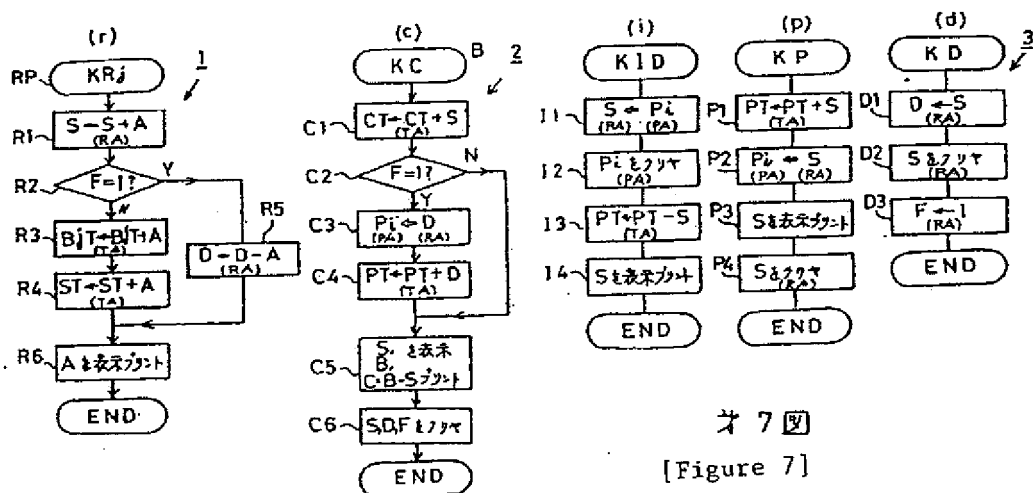 (r)
RP KRj
1
R1 S←S+A
(RA)
R2 F=1?
Y
N
R3 BjT←BjT+A
(TA)
R4 ST←ST+A
(TA)
R5
D←D-A
(RA)
R6 Aを表示プリント
END
(c)
KC
B
2
C1 CT←CT+S
(TA)
C2 F=1?
N
Y
C3 Pi←D
(PA) (RA)
C4 PT←PT+D
(TA)
C5 S, を表示
B,
C-B-Sプリント
C6 S,D,Fをクリヤ
END
(i)
KID
I1 S←Pi
(RA) (PA)
I2 Piをクリヤ
(PA)
I3 PT←PT-S
(TA)
I4 Sを表示プリント
END
(p)
KP
P1 PT←PT+S
(TA)
P2 Pi←S
(PA) (RA)
P3 Sを表示プリント
P4 Sをクリヤ
(RA)
END
(d)
KD
3
D1 D←S
(RA)
D2 Sをクリヤ
(RA)
D3 F←1
(RA)
END
才7図
[Figure 7]